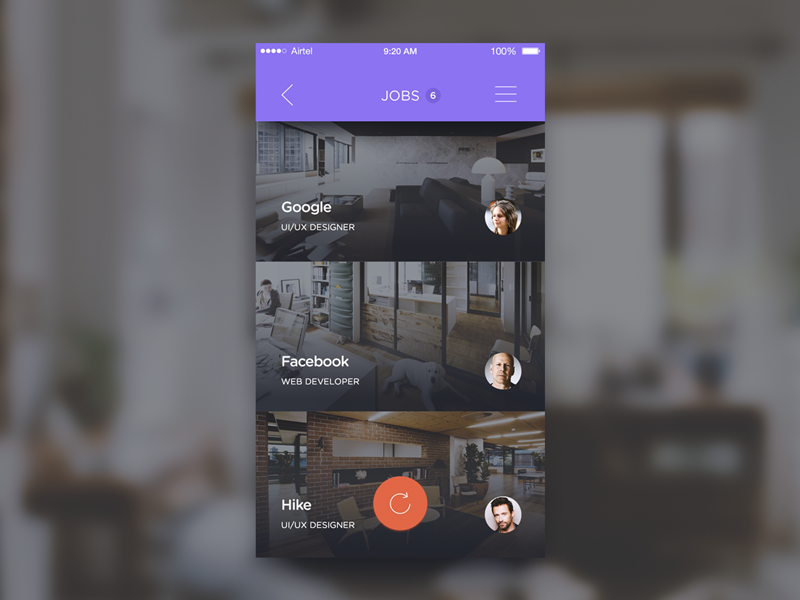 Airtel 9:20 AM 100%
JOBS 6
Google
UI/UX DESIGNER
Facebook
WEB DEVELOPER
Hike
UI/UX DESIGNER